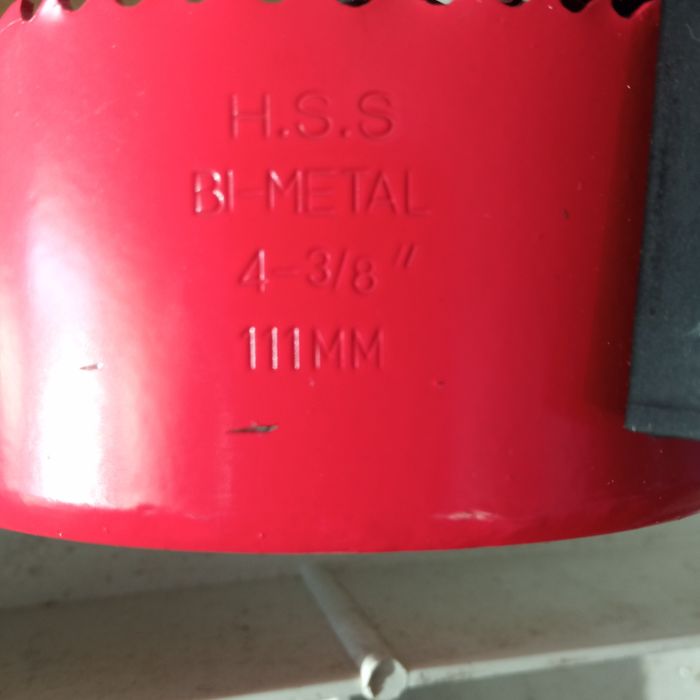 H.S.S
BI-METAL
4-3/8"
111MM